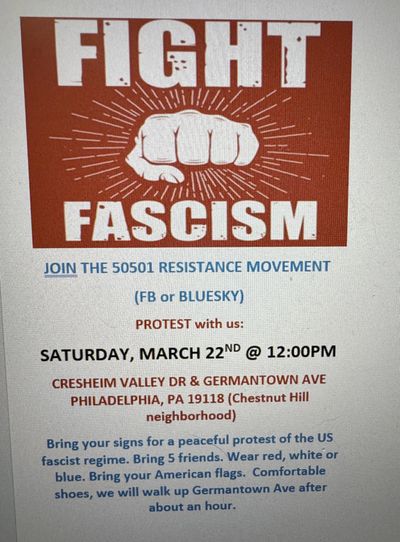 FIGHT
FASCISM
JOIN THE 50501 RESISTANCE MOVEMENT
(FB or BLUESKY)
PROTEST with us:
SATURDAY, MARCH 22ND @ 12:00PM
CRESHEIM VALLEY DR & GERMANTOWN AVE
PHILADELPHIA, PA 19118 (Chestnut Hill
neighborhood)
Bring your signs for a peaceful protest of the US
fascist regime. Bring 5 friends. Wear red, white or
blue. Bring your American flags.  Comfortable
shoes, we will walk up Germantown Ave after
about an hour.